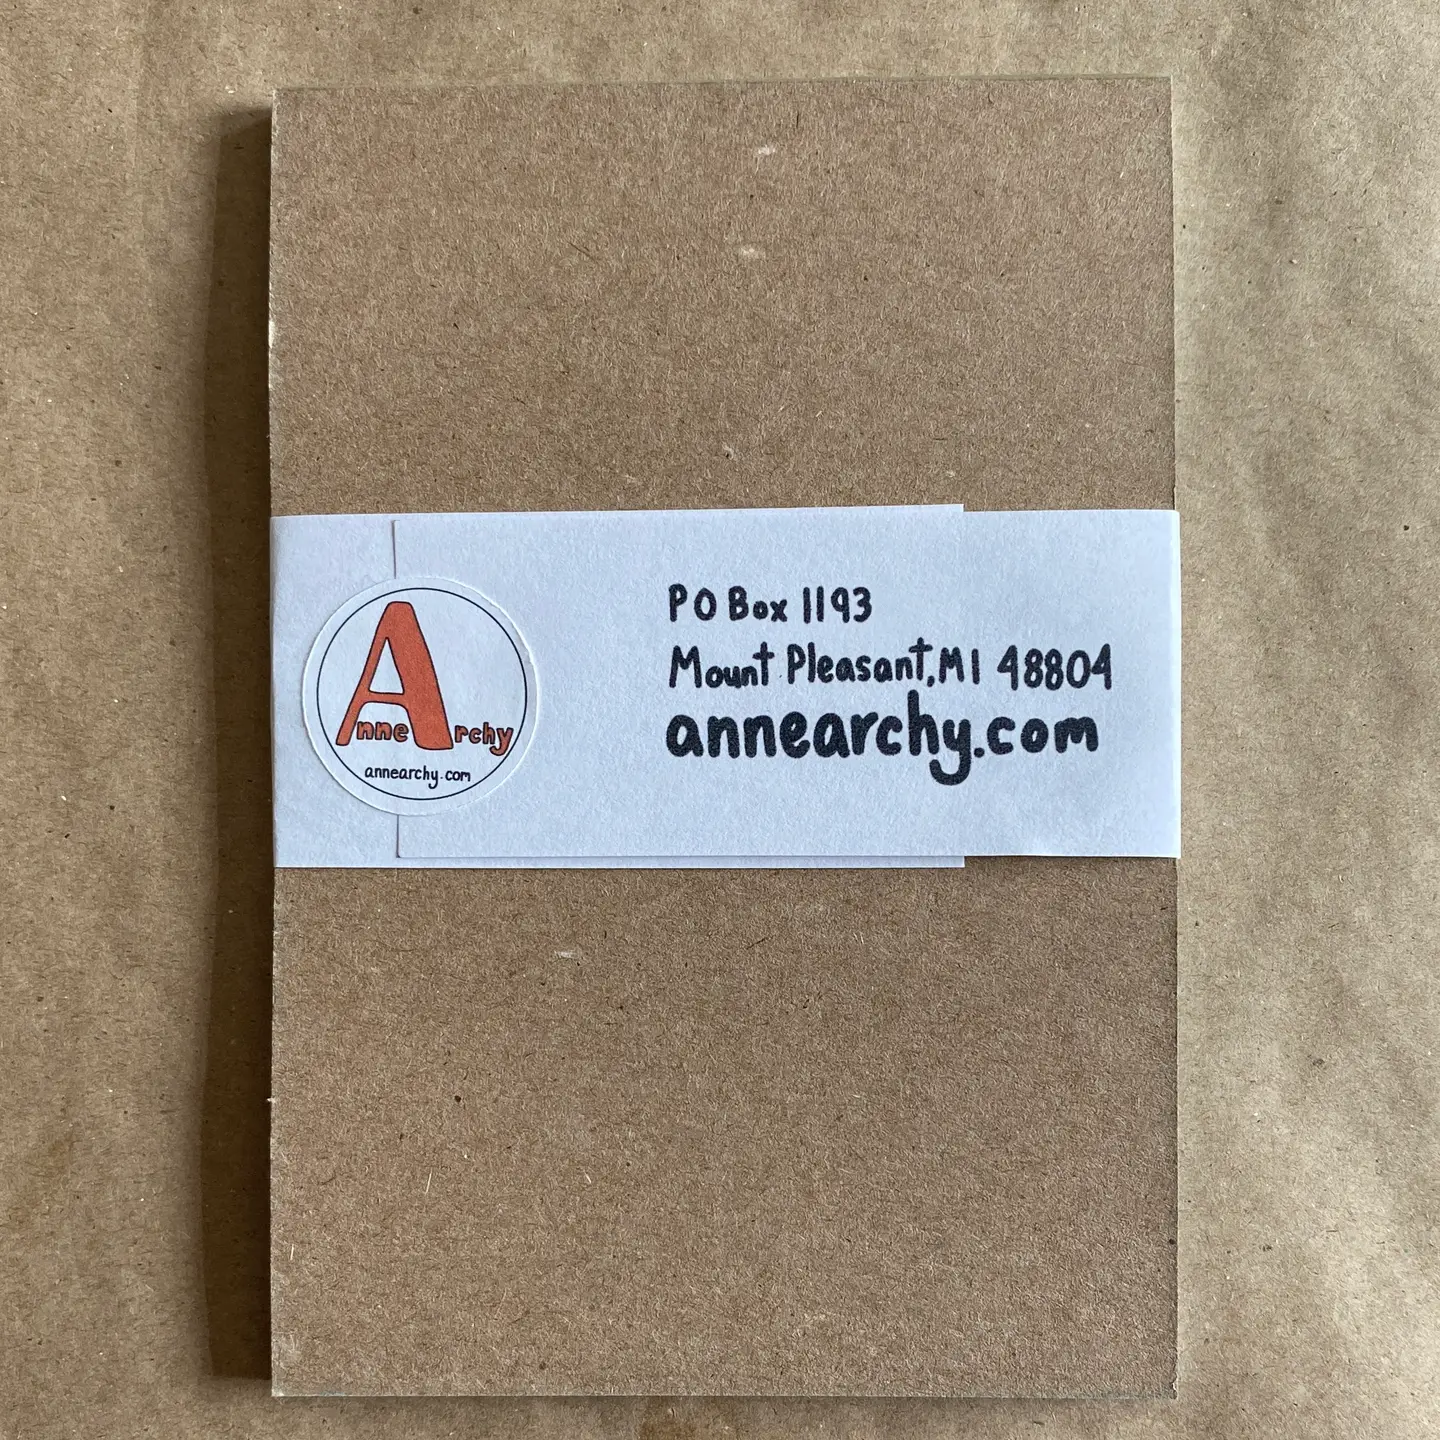 Anne Archy
annearchy.com
PO Box 1193
Mount Pleasant, MI 48804
annearchy.com